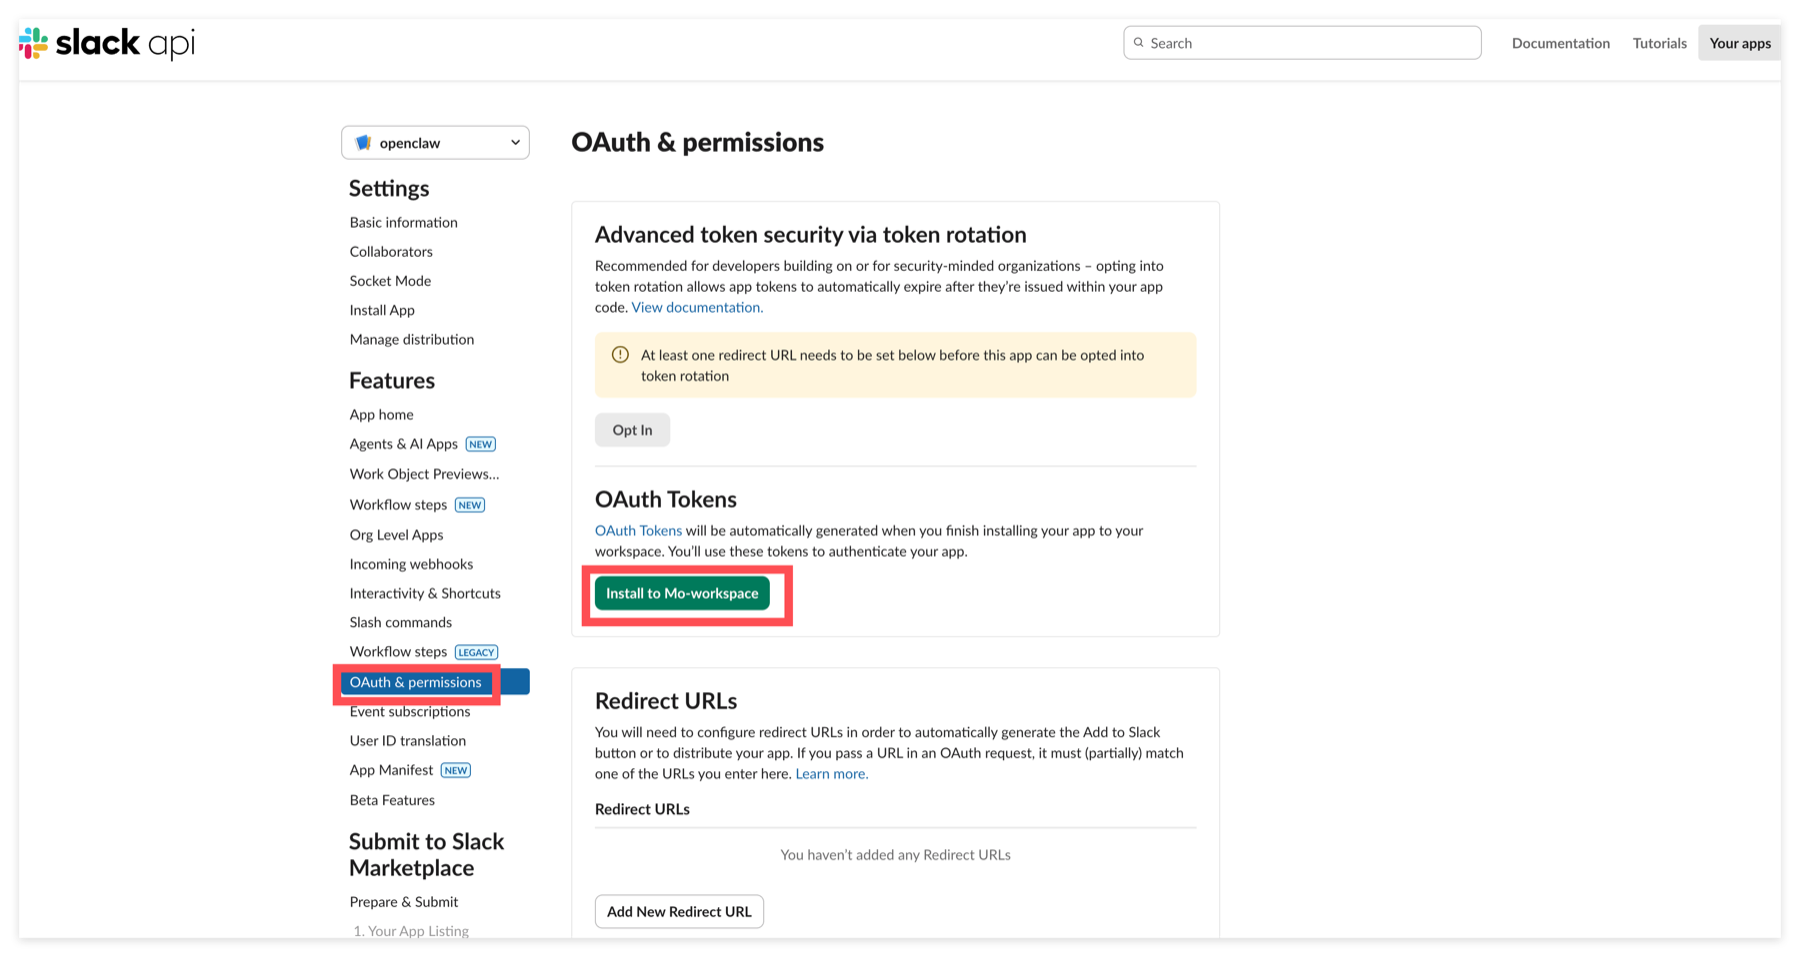 slack api
Search
Documentation
Tutorials
Your apps
openclaw
Settings
Basic information
Collaborators
Socket Mode
Install App
Manage distribution
Features
App home
Agents & AI Apps NEW
Work Object Previews...
Workflow steps NEW
Org Level Apps
Incoming webhooks
Interactivity & Shortcuts
Slash commands
Workflow steps LEGACY
OAuth & permissions
Event subscriptions
User ID translation
App Manifest NEW
Beta Features
Submit to Slack
Marketplace
Prepare & Submit
1. Your App Listing
OAuth & permissions
Advanced token security via token rotation
Recommended for developers building on or for security-minded organizations – opting into
token rotation allows app tokens to automatically expire after they're issued within your app
code. View documentation.
At least one redirect URL needs to be set below before this app can be opted into
token rotation
Opt In
OAuth Tokens
OAuth Tokens will be automatically generated when you finish installing your app to your
workspace. You'll use these tokens to authenticate your app.
Install to Mo-workspace
Redirect URLs
You will need to configure redirect URLs in order to automatically generate the Add to Slack
button or to distribute your app. If you pass a URL in an OAuth request, it must (partially) match
one of the URLs you enter here. Learn more.
Redirect URLs
You haven't added any Redirect URLs
Add New Redirect URL